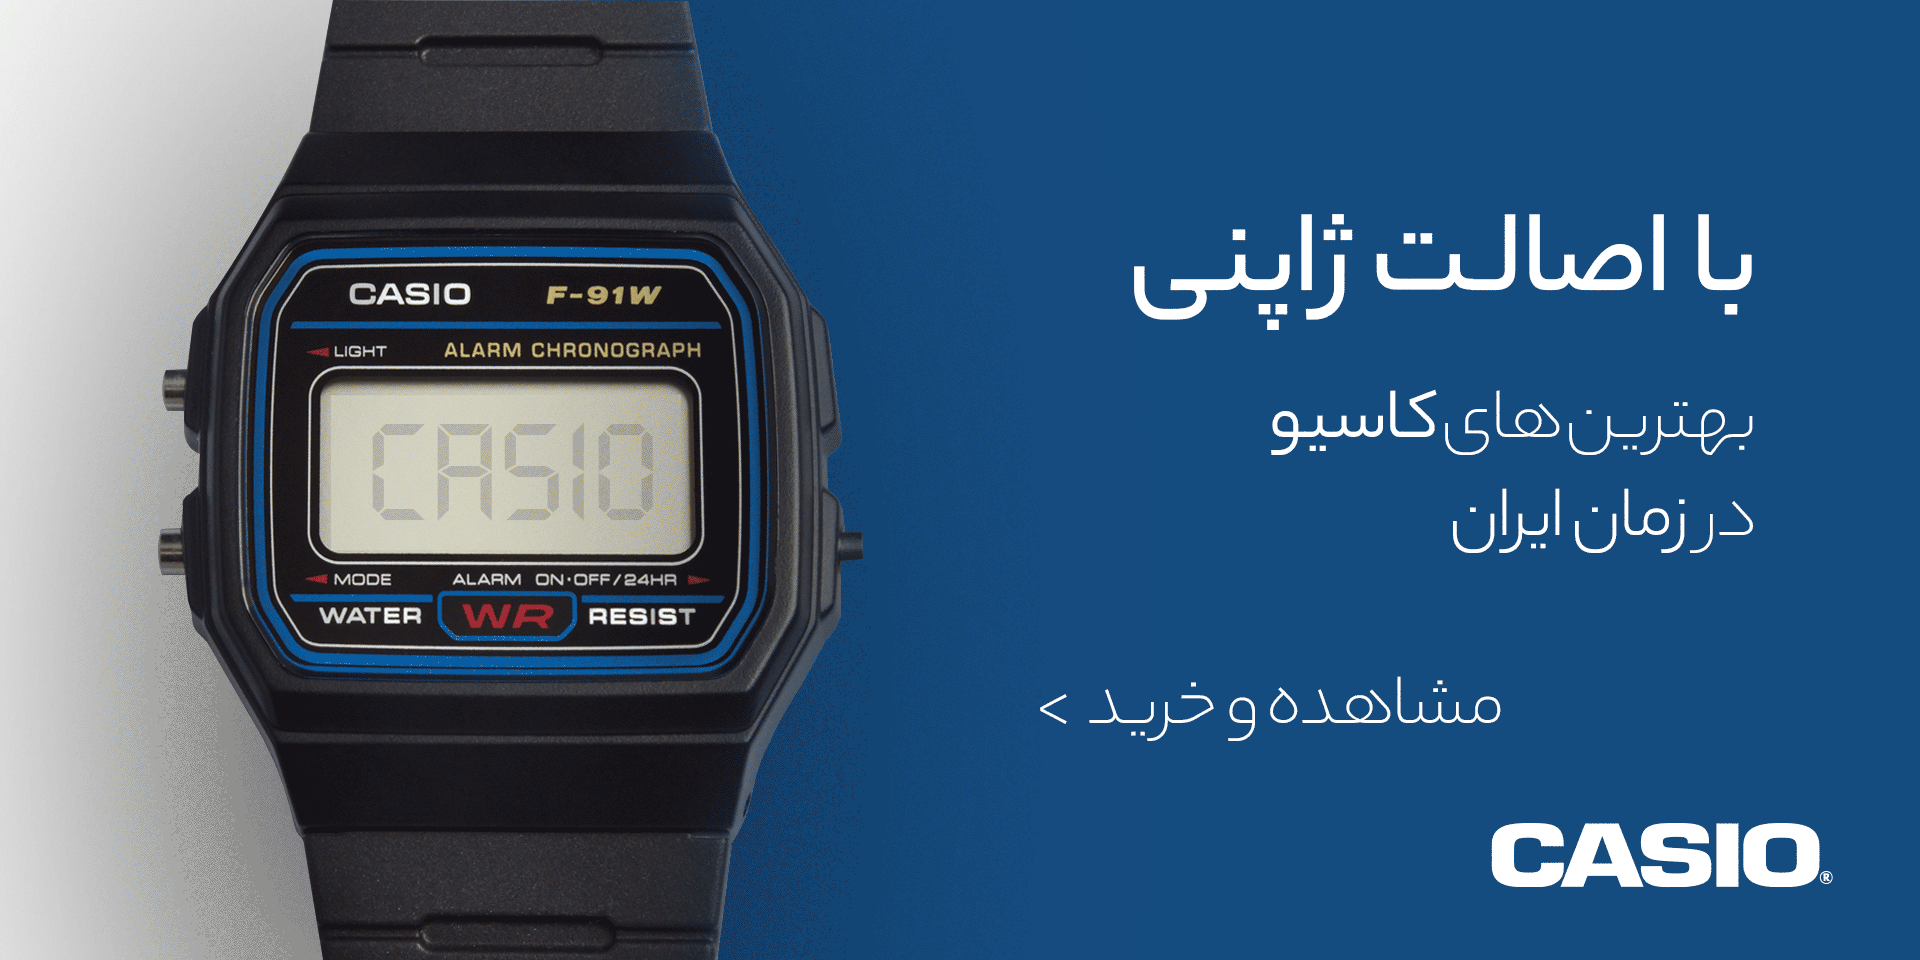 CASIO F-91W
LIGHT ALARM CHRONOGRAPH
CASIO
MODE ALARM ON·OFF/24HR
WATER WR RESIST
با اصالت ژاپنی
بهترین های کاسیو
در زمان ایران
مشاهده و خرید >
CASIO®